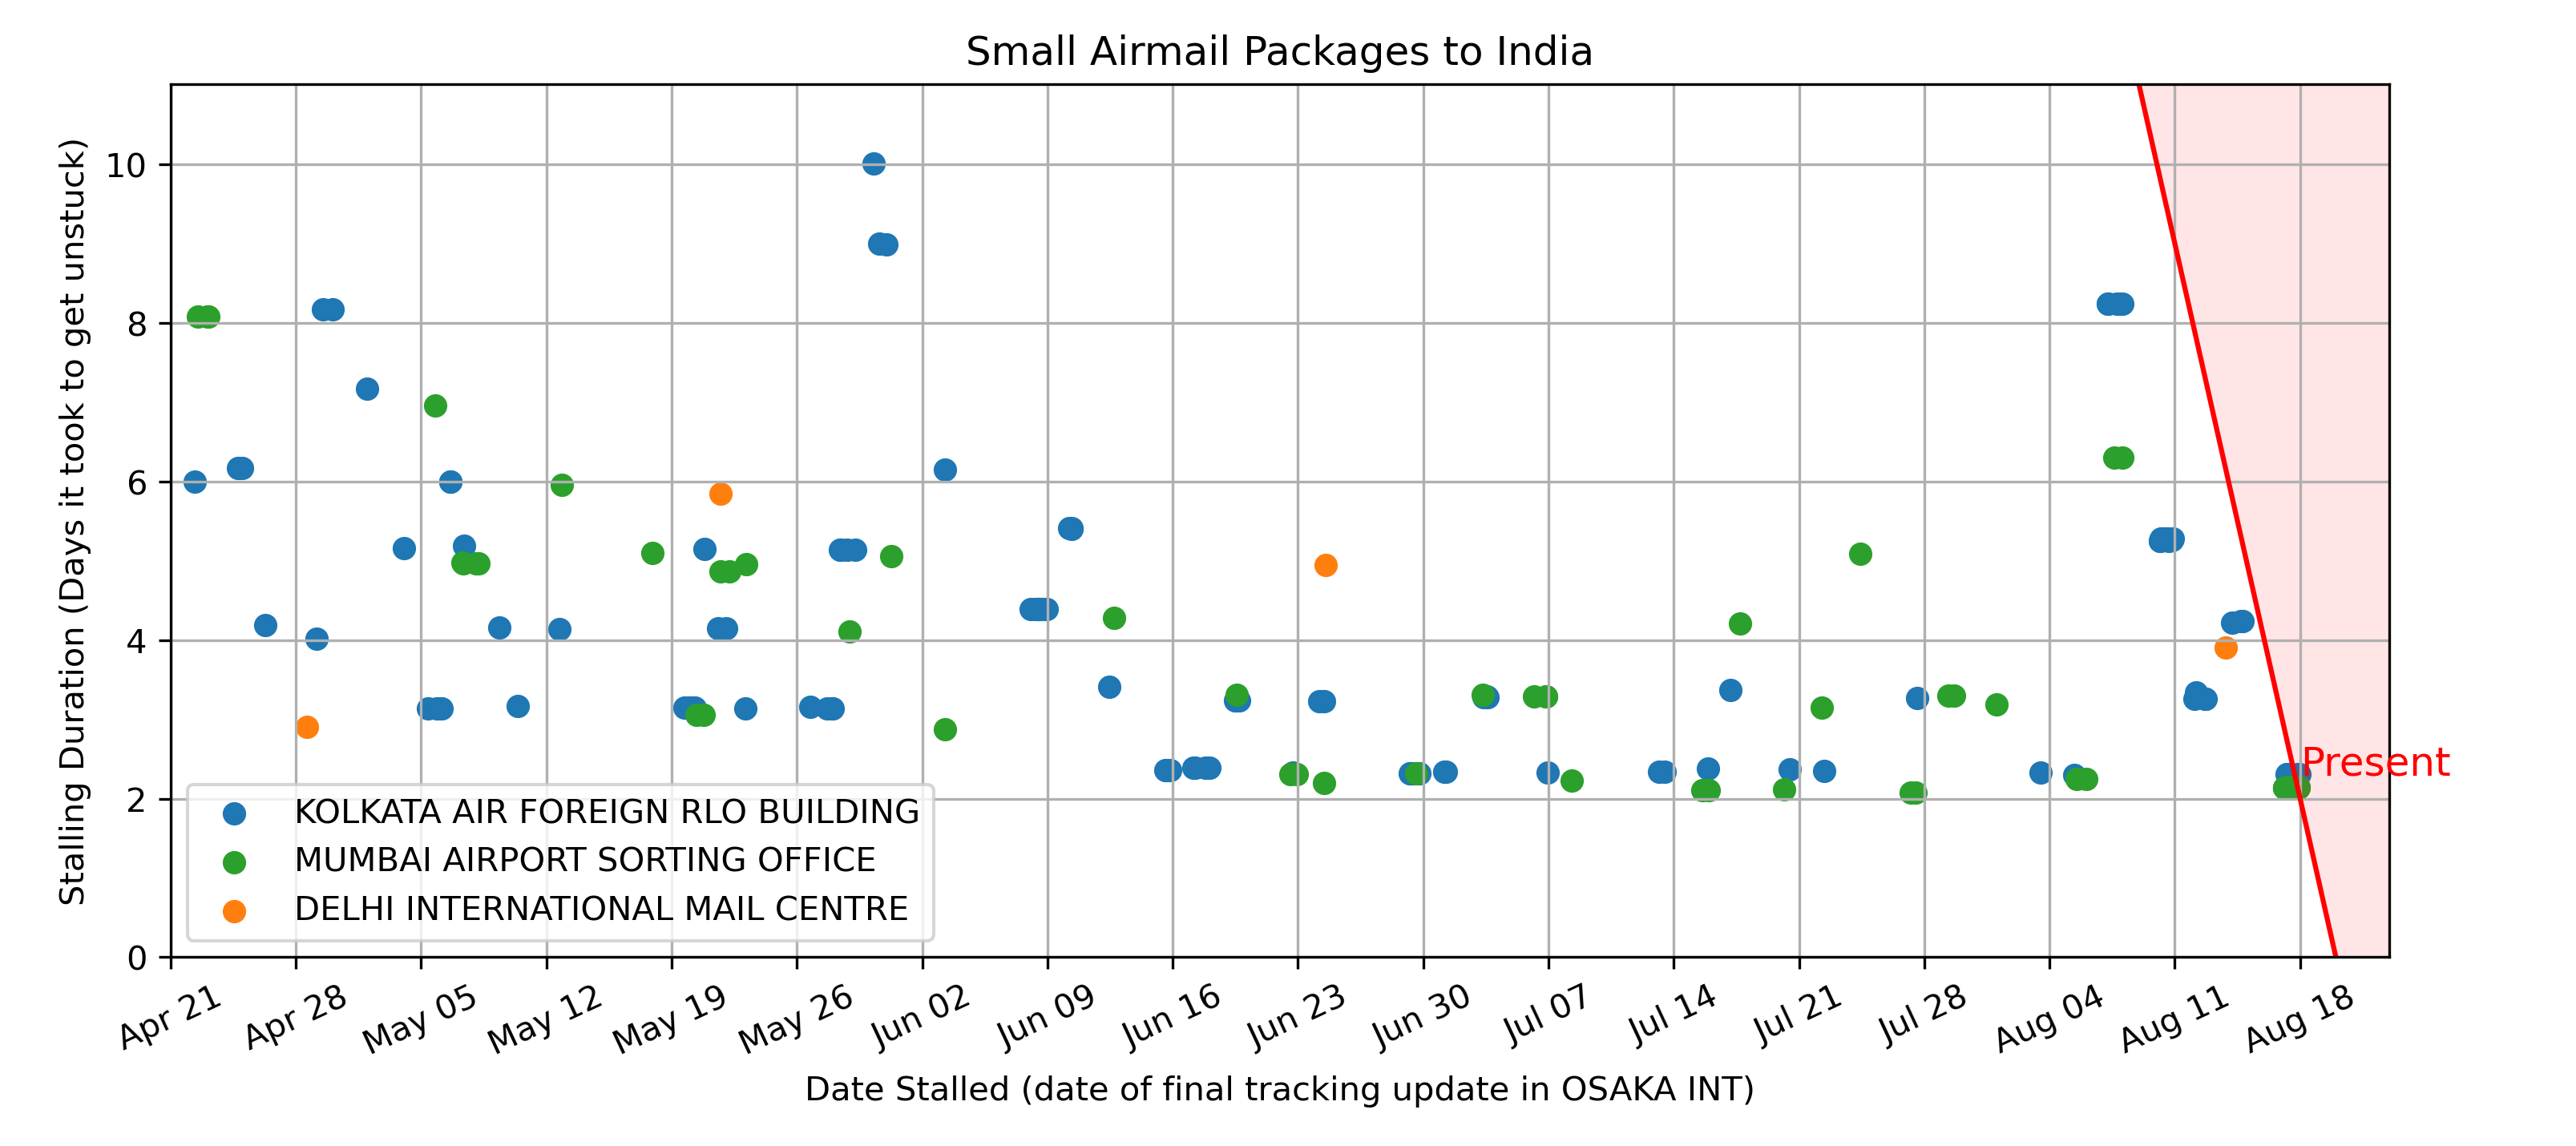 Small Airmail Packages to India
Stalling Duration (Days it took to get unstuck)
10
8
6
4
2
0
Present
KOLKATA AIR FOREIGN RLO BUILDING
MUMBAI AIRPORT SORTING OFFICE
DELHI INTERNATIONAL MAIL CENTRE
Apr 21
Apr 28
May 05
May 12
May 19
May 26
Jun 02
Jun 09
Jun 16
Jun 23
Jun 30
Jul 07
Jul 14
Jul 21
Jul 28
Aug 04
Aug 11
Aug 18
Date Stalled (date of final tracking update in OSAKA INT)